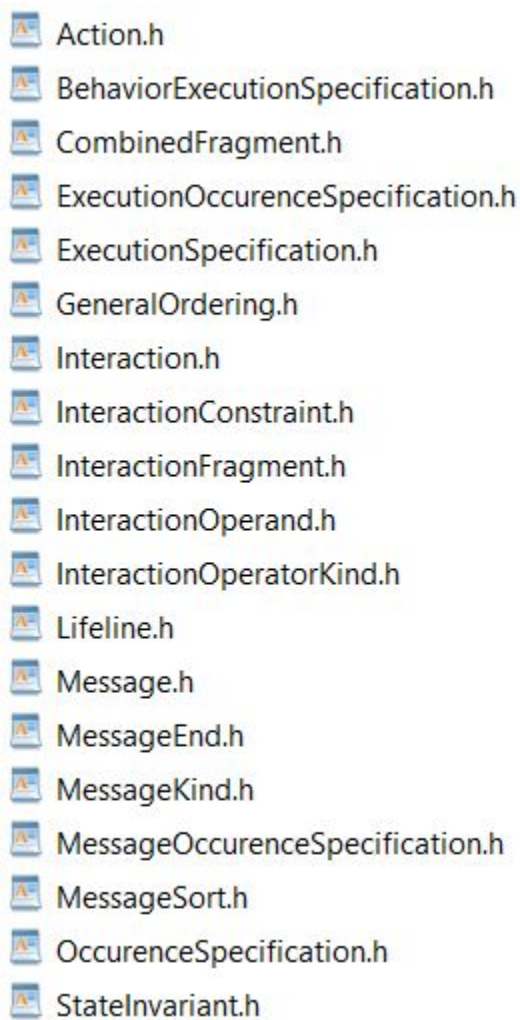 Action.h
BehaviorExecutionSpecification.h
CombinedFragment.h
ExecutionOccurenceSpecification.h
ExecutionSpecification.h
GeneralOrdering.h
Interaction.h
InteractionConstraint.h
InteractionFragment.h
InteractionOperand.h
InteractionOperatorKind.h
Lifeline.h
Message.h
MessageEnd.h
MessageKind.h
MessageOccurenceSpecification.h
MessageSort.h
OccurenceSpecification.h
StateInvariant.h